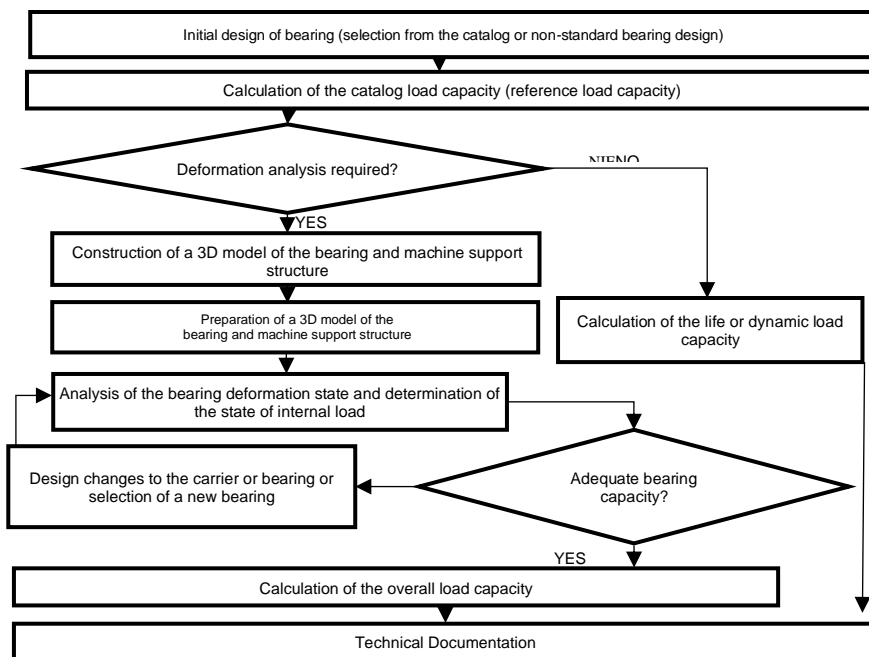 Initial design of bearing (selection from the catalog or non-standard bearing design)
Calculation of the catalog load capacity (reference load capacity)
Deformation analysis required?
NIENO
YES
Construction of a 3D model of the bearing and machine support
structure
Preparation of a 3D model of the
bearing and machine support structure
Calculation of the life or dynamic load
capacity
Analysis of the bearing deformation state and determination of
the state of internal load
Design changes to the carrier or bearing or
selection of a new bearing
Adequate bearing
capacity?
YES
Calculation of the overall load capacity
Technical Documentation